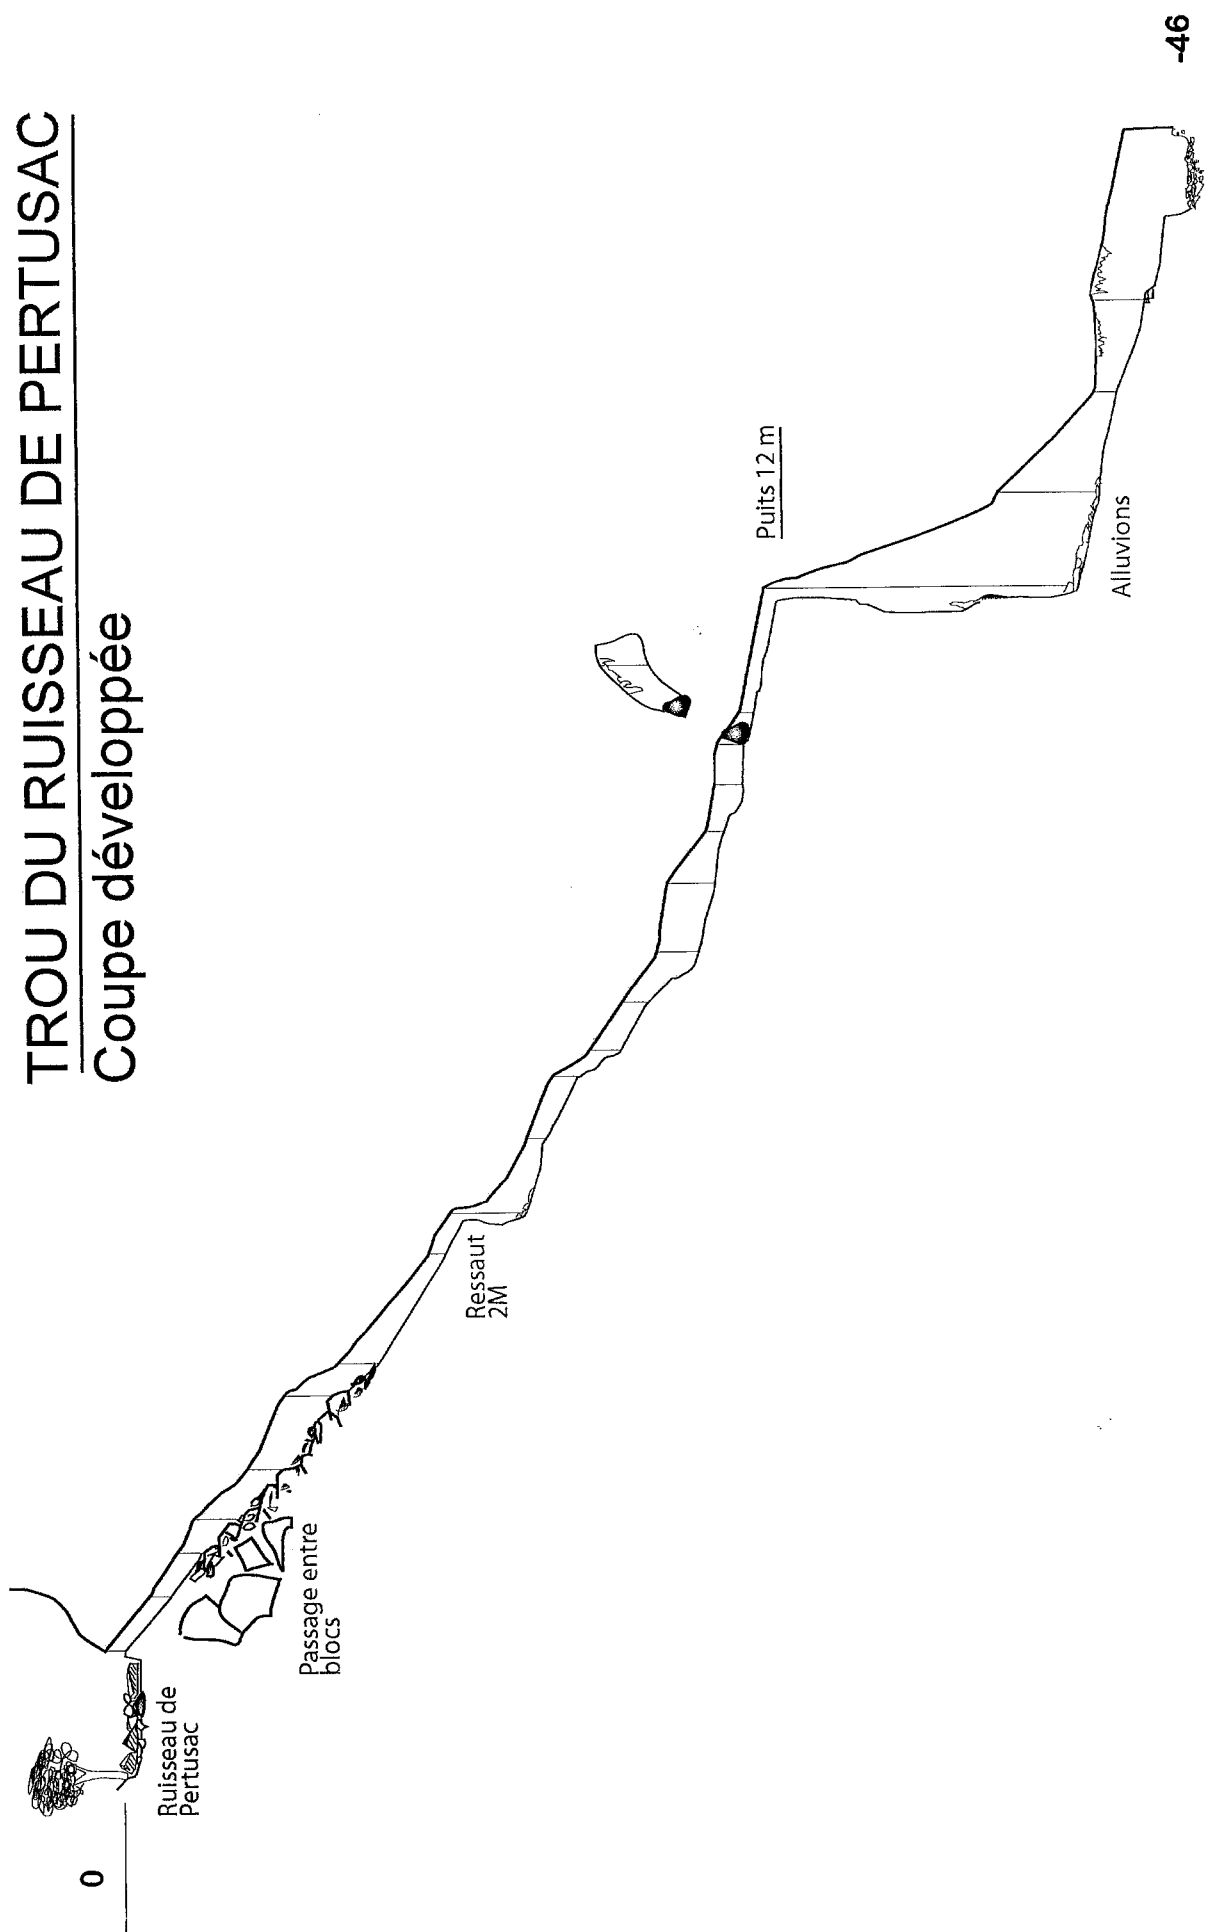 TROU DU RUISSEAU DE PERTUSAC
Coupe développée
0
Ruisseau de
Pertusac
Passage entre
blocs
Ressaut
2M
Puits 12 m
Alluvions
-46